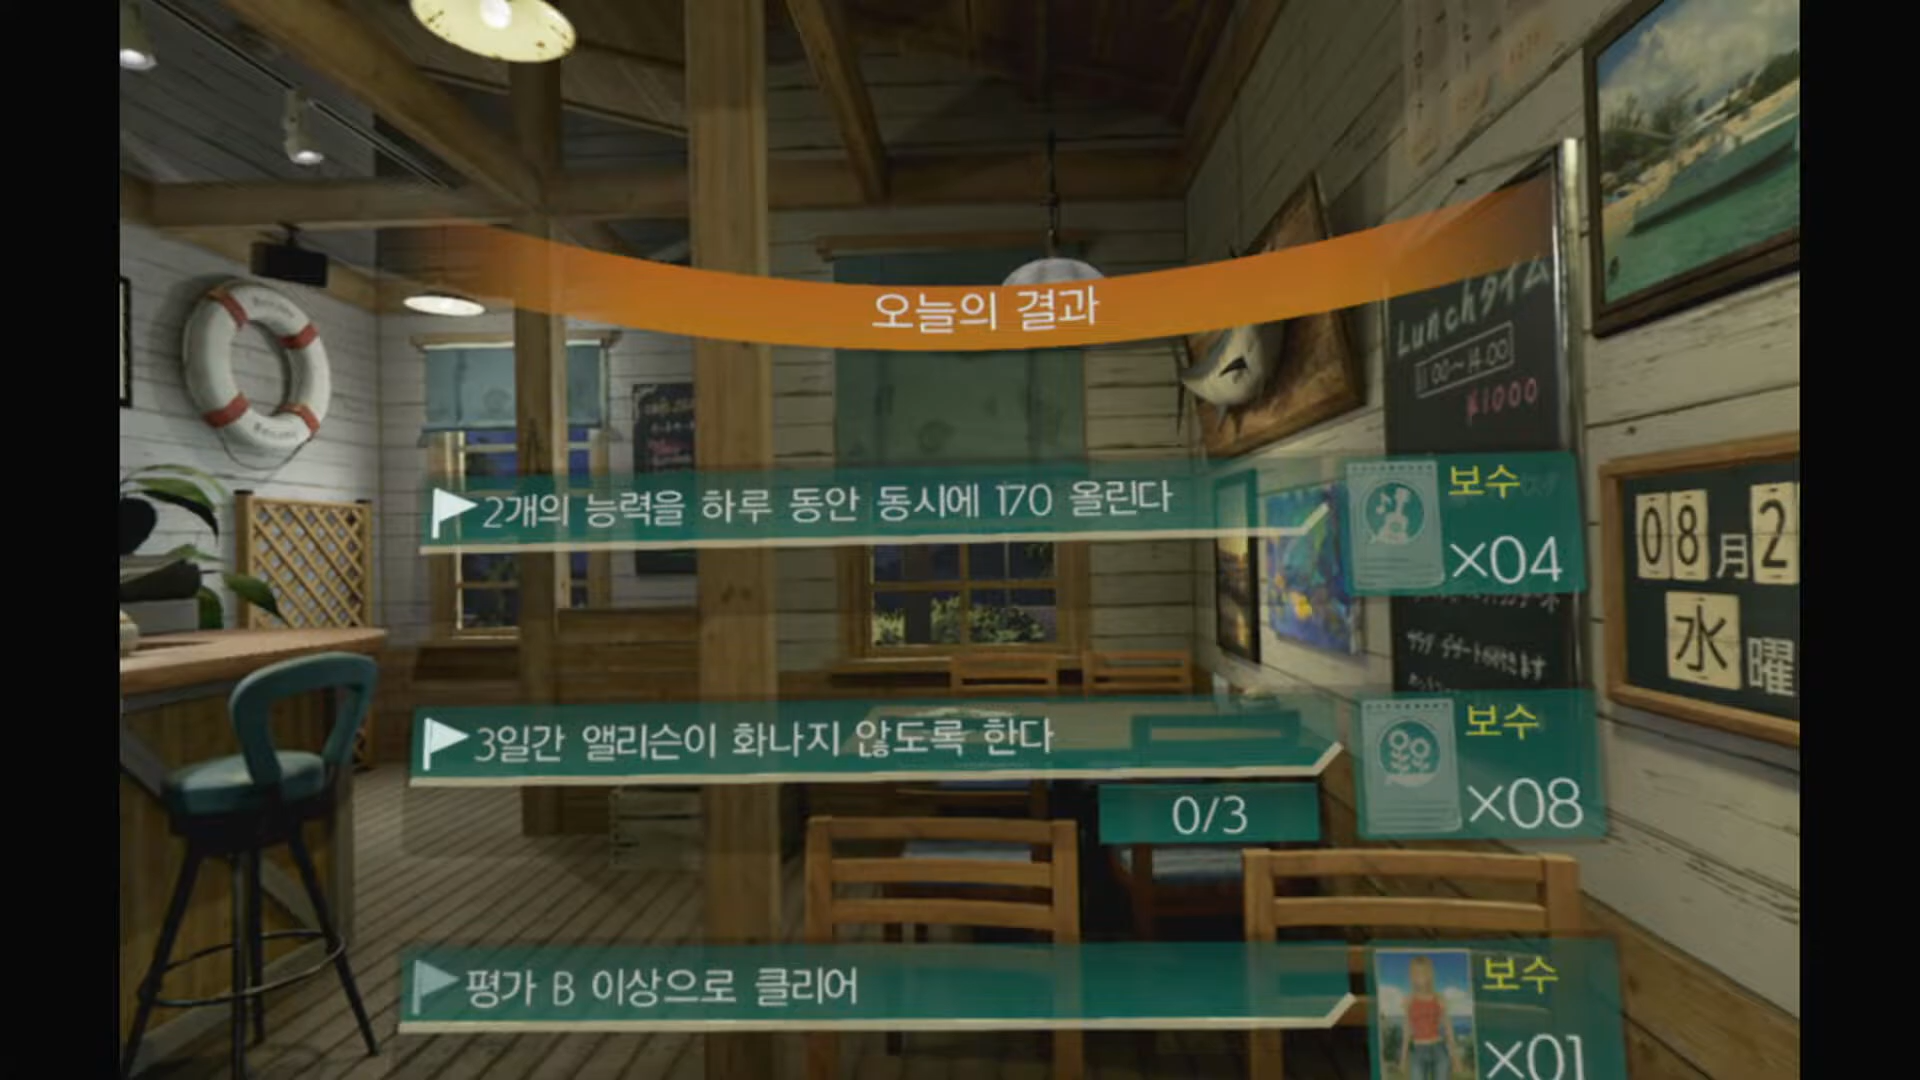 오늘의 결과
Lunchタイム
11:00~14:00
¥1000
2개의 능력을 하루 동안 동시에 170 올린다
보수
×04
08月2
水曜
3일간 앨리슨이 화나지 않도록 한다
보수
×08
0/3
평가 B 이상으로 클리어
보수
×01